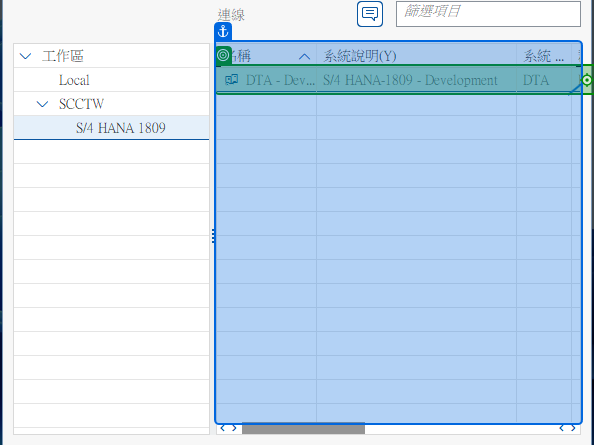 連線
篩選項目
工作區
Local
SCCTW
S/4 HANA 1809
名稱 系統說明(Y) 系統 ...
DTA - Dev... S/4 HANA-1809 - Development DTA